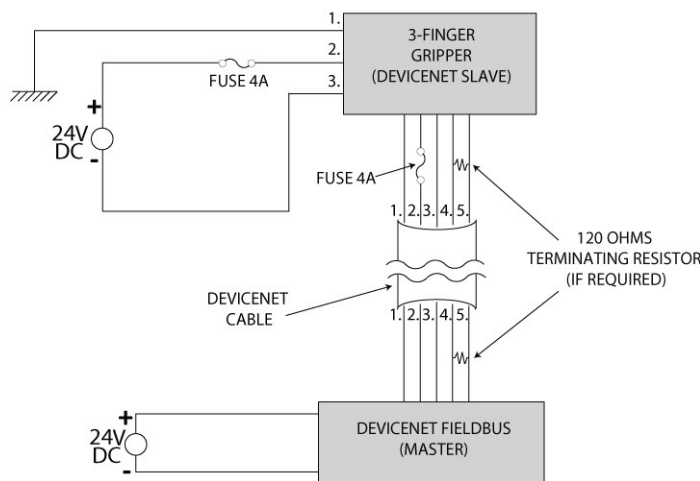 1.
2.
3.
3-FINGER
GRIPPER
(DEVICENET SLAVE)
FUSE 4A
+
24V
DC
-
FUSE 4A
1. 2. 3. 4. 5.
120 OHMS
TERMINATING RESISTOR
(IF REQUIRED)
DEVICENET
CABLE
1. 2. 3. 4. 5.
+
24V
DC
-
DEVICENET FIELDBUS
(MASTER)